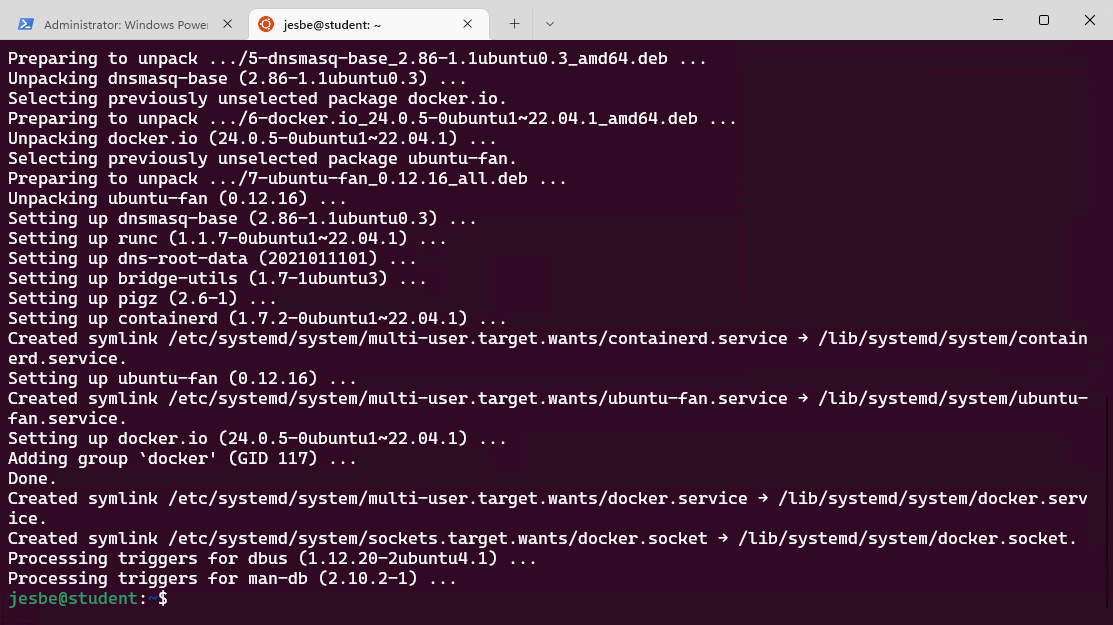 Administrator: Windows Power
jesbe@student: ~
Preparing to unpack .../5-dnsmasq-base_2.86-1.1ubuntu0.3_amd64.deb ...
Unpacking dnsmasq-base (2.86-1.1ubuntu0.3) ...
Selecting previously unselected package docker.io.
Preparing to unpack .../6-docker.io_24.0.5-0ubuntu1~22.04.1_amd64.deb ...
Unpacking docker.io (24.0.5-0ubuntu1~22.04.1) ...
Selecting previously unselected package ubuntu-fan.
Preparing to unpack .../7-ubuntu-fan_0.12.16_all.deb ...
Unpacking ubuntu-fan (0.12.16) ...
Setting up dnsmasq-base (2.86-1.1ubuntu0.3) ...
Setting up runc (1.1.7-0ubuntu1~22.04.1) ...
Setting up dns-root-data (2021011101) ...
Setting up bridge-utils (1.7-1ubuntu3) ...
Setting up pigz (2.6-1) ...
Setting up containerd (1.7.2-0ubuntu1~22.04.1) ...
Created symlink /etc/systemd/system/multi-user.target.wants/containerd.service → /lib/systemd/system/contain
erd.service.
Setting up ubuntu-fan (0.12.16) ...
Created symlink /etc/systemd/system/multi-user.target.wants/ubuntu-fan.service → /lib/systemd/system/ubuntu-
fan.service.
Setting up docker.io (24.0.5-0ubuntu1~22.04.1) ...
Adding group `docker' (GID 117) ...
Done.
Created symlink /etc/systemd/system/multi-user.target.wants/docker.service → /lib/systemd/system/docker.serv
ice.
Created symlink /etc/systemd/system/sockets.target.wants/docker.socket → /lib/systemd/system/docker.socket.
Processing triggers for dbus (1.12.20-2ubuntu4.1) ...
Processing triggers for man-db (2.10.2-1) ...
jesbe@student:~$